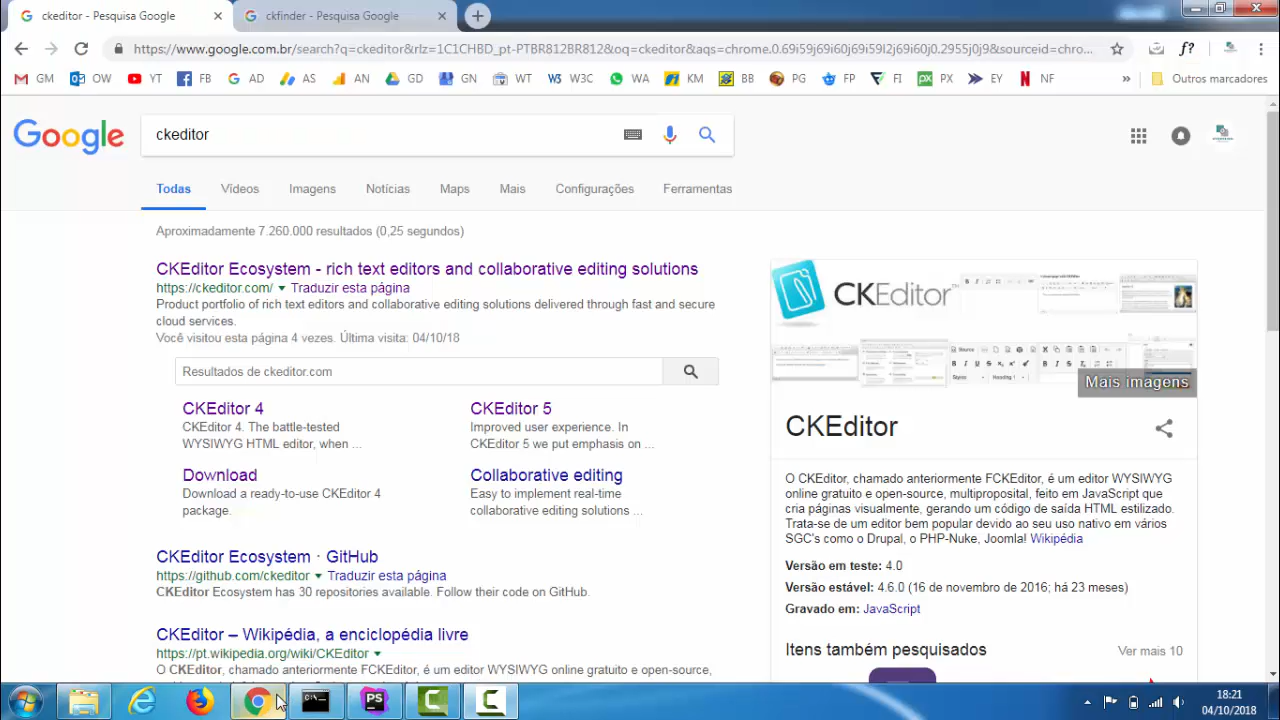 ckeditor - Pesquisa Google
ckfinder - Pesquisa Google
https://www.google.com.br/search?q=ckeditor&rlz=1C1CHBD_pt-PTBR812BR812&oq=ckeditor&aqs=chrome.0.69i59j69i60j69i59l2j69i60j0.2955j0j9&sourceid=chro...
f?
GM OW YT FB AD AS AN GD GN WT W3C WA KM BB PG FP FI PX EY NF » Outros marcadores
Google
ckeditor
Todas Vídeos Imagens Notícias Maps Mais Configurações Ferramentas
Aproximadamente 7.260.000 resultados (0,25 segundos)
CKEditor Ecosystem - rich text editors and collaborative editing solutions
https://ckeditor.com/ Traduzir esta página
Product portfolio of rich text editors and collaborative editing solutions delivered through fast and secure
cloud services.
Você visitou esta página 4 vezes. Última visita: 04/10/18
Resultados de ckeditor.com
CKEditor 4
CKEditor 4. The battle-tested
WYSIWYG HTML editor, when ...
CKEditor 5
Improved user experience. In
CKEditor 5 we put emphasis on ...
Download
Download a ready-to-use CKEditor 4
package.
Collaborative editing
Easy to implement real-time
collaborative editing solutions ...
CKEditor Ecosystem · GitHub
https://github.com/ckeditor Traduzir esta página
CKEditor Ecosystem has 30 repositories available. Follow their code on GitHub.
CKEditor – Wikipédia, a enciclopédia livre
https://pt.wikipedia.org/wiki/CKEditor
O CKEditor, chamado anteriormente FCKEditor, é um editor WYSIWYG online gratuito e open-source,
CKEditor
Mais imagens
CKEditor
O CKEditor, chamado anteriormente FCKEditor, é um editor WYSIWYG
online gratuito e open-source, multiproposital, feito em JavaScript que
cria páginas visualmente, gerando um código de saída HTML estilizado.
Trata-se de um editor bem popular devido ao seu uso nativo em vários
SGC's como o Drupal, o PHP-Nuke, Joomla! Wikipédia
Versão em teste: 4.0
Versão estável: 4.6.0 (16 de novembro de 2016; há 23 meses)
Gravado em: JavaScript
Itens também pesquisados
Ver mais 10
PS
18:21
04/10/2018